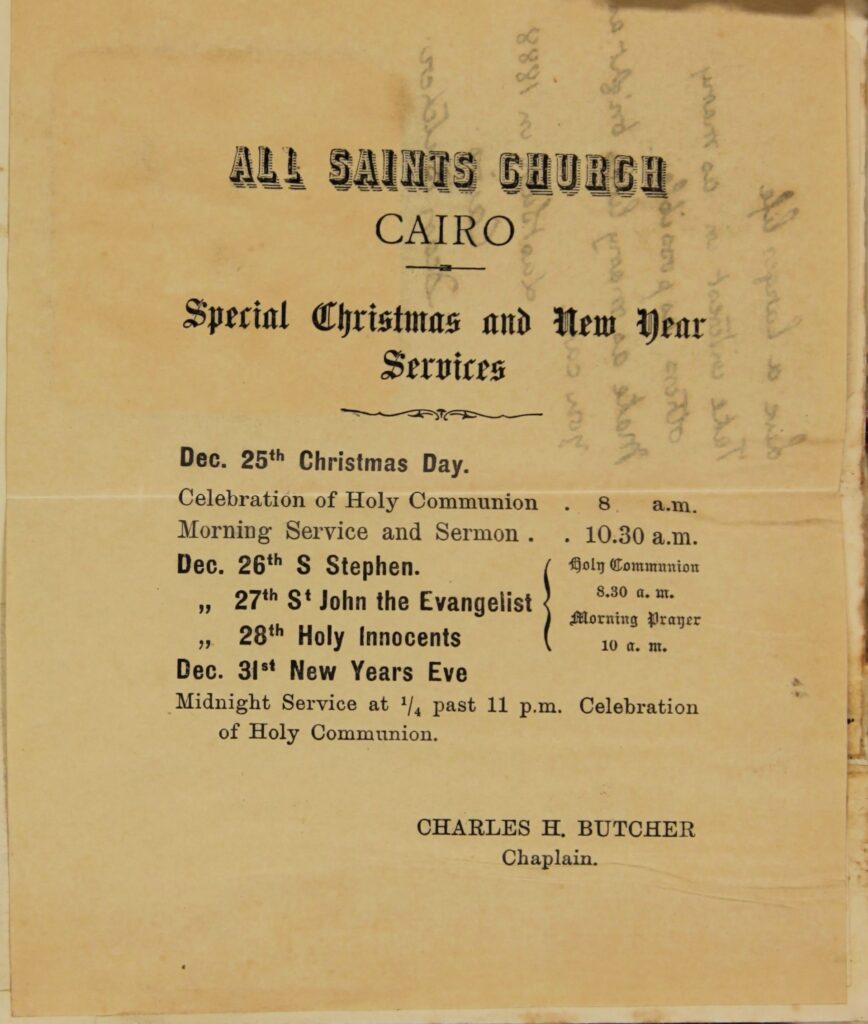 ALL SAINTS CHURCH
CAIRO
Special Christmas and New Year
Services
Dec. 25th Christmas Day.
Celebration of Holy Communion . 8 a.m.
Morning Service and Sermon . . 10.30 a.m.
Dec. 26th S Stephen.
„ 27th St John the Evangelist
„ 28th Holy Innocents
Holy Communion
8.30 a. m.
Morning Prayer
10 a. m.
Dec. 31st New Years Eve
Midnight Service at 1/4 past 11 p.m. Celebration
of Holy Communion.
CHARLES H. BUTCHER
Chaplain.
1888